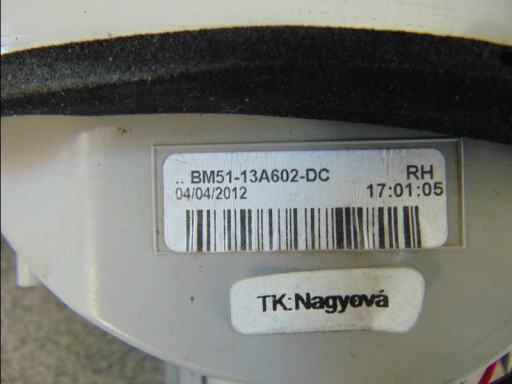 .. BM51-13A602-DC RH
04/04/2012 17:01:05
TK:Nagyová